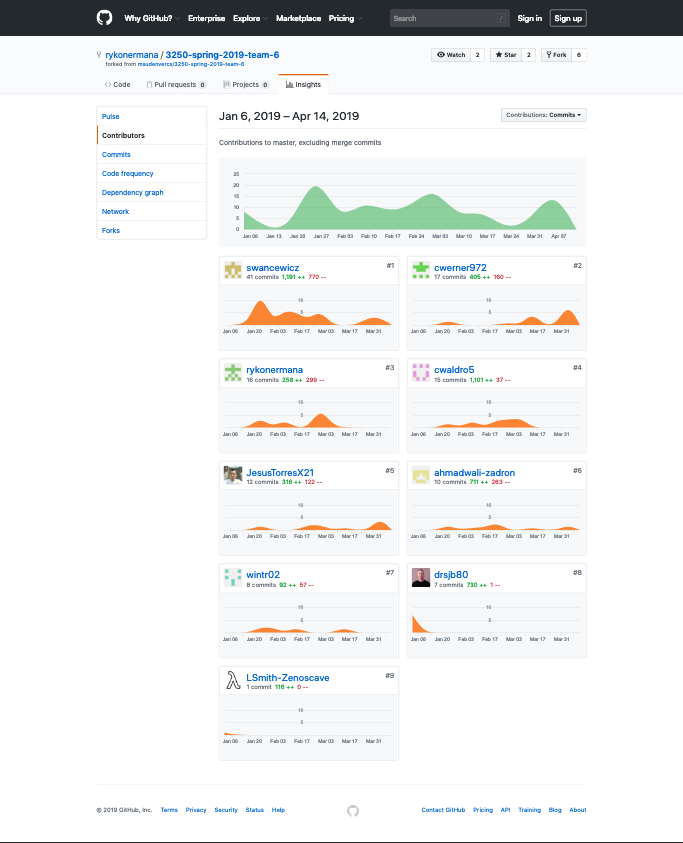 Why GitHub? Enterprise Explore Marketplace Pricing Search / Sign in Sign up
rykonermana / 3250-spring-2019-team-6
forked from msudenvercs/3250-spring-2019-team-6
Watch 2 Star 2 Fork 6
Code Pull requests 0 Projects 0 Insights
Pulse
Contributors
Commits
Code frequency
Dependency graph
Network
Forks
Jan 6, 2019 – Apr 14, 2019
Contributions: Commits
Contributions to master, excluding merge commits
25
20
15
10
5
0
Jan 06 Jan 13 Jan 20 Jan 27 Feb 03 Feb 10 Feb 17 Feb 24 Mar 03 Mar 10 Mar 17 Mar 24 Mar 31 Apr 07
swancewicz #1
41 commits 1,191 ++ 770 --
10
5
Jan 06 Jan 20 Feb 03 Feb 17 Mar 03 Mar 17 Mar 31
cwerner972 #2
17 commits 405 ++ 160 --
10
5
Jan 06 Jan 20 Feb 03 Feb 17 Mar 03 Mar 17 Mar 31
rykonermana #3
16 commits 258 ++ 299 --
10
5
Jan 06 Jan 20 Feb 03 Feb 17 Mar 03 Mar 17 Mar 31
cwaldro5 #4
15 commits 1,101 ++ 37 --
10
5
Jan 06 Jan 20 Feb 03 Feb 17 Mar 03 Mar 17 Mar 31
JesusTorresX21 #5
12 commits 316 ++ 122 --
10
5
Jan 06 Jan 20 Feb 03 Feb 17 Mar 03 Mar 17 Mar 31
ahmadwali-zadron #6
10 commits 711 ++ 263 --
10
5
Jan 06 Jan 20 Feb 03 Feb 17 Mar 03 Mar 17 Mar 31
wintr02 #7
8 commits 92 ++ 57 --
10
5
Jan 06 Jan 20 Feb 03 Feb 17 Mar 03 Mar 17 Mar 31
drsjb80 #8
7 commits 730 ++ 1 --
10
5
Jan 06 Jan 20 Feb 03 Feb 17 Mar 03 Mar 17 Mar 31
LSmith-Zenoscave #9
1 commit 116 ++ 0 --
10
5
Jan 06 Jan 20 Feb 03 Feb 17 Mar 03 Mar 17 Mar 31
© 2019 GitHub, Inc. Terms Privacy Security Status Help Contact GitHub Pricing API Training Blog About